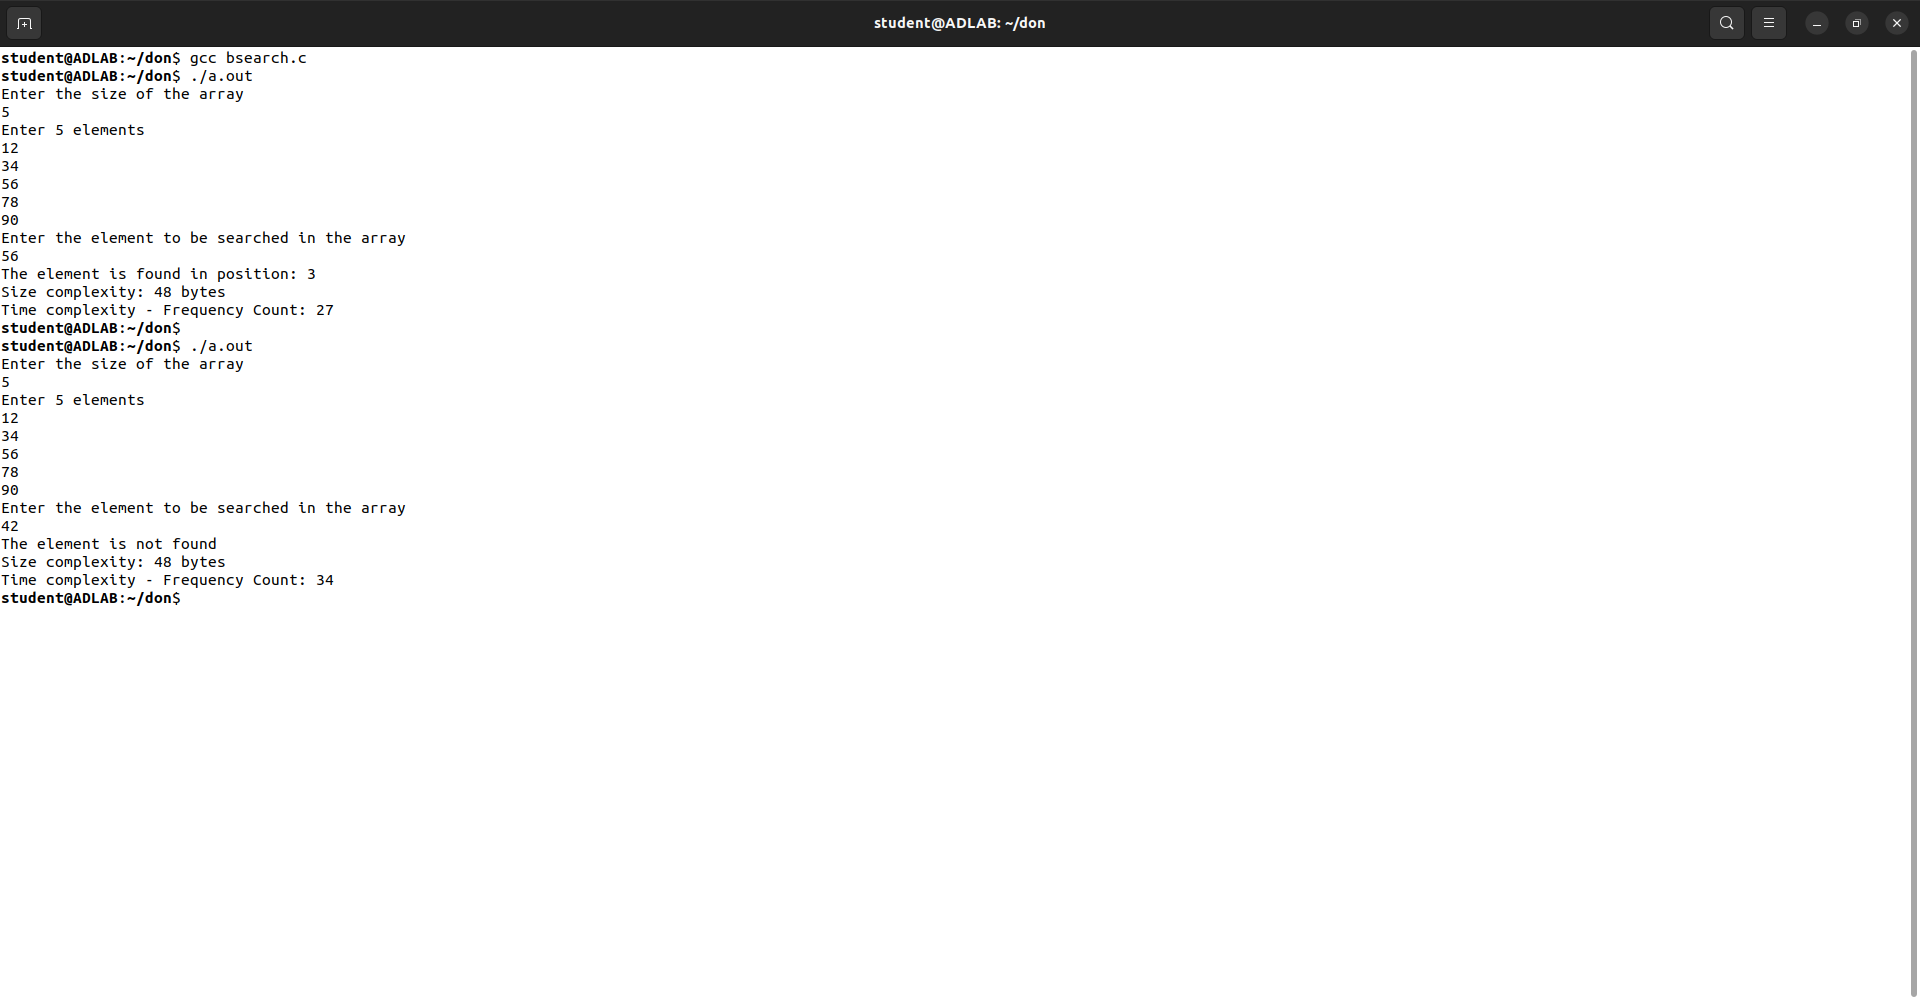 student@ADLAB: ~/don
student@ADLAB:~/don$ gcc bsearch.c
student@ADLAB:~/don$ ./a.out
Enter the size of the array
5
Enter 5 elements
12
34
56
78
90
Enter the element to be searched in the array
56
The element is found in position: 3
Size complexity: 48 bytes
Time complexity - Frequency Count: 27
student@ADLAB:~/don$
student@ADLAB:~/don$ ./a.out
Enter the size of the array
5
Enter 5 elements
12
34
56
78
90
Enter the element to be searched in the array
42
The element is not found
Size complexity: 48 bytes
Time complexity - Frequency Count: 34
student@ADLAB:~/don$